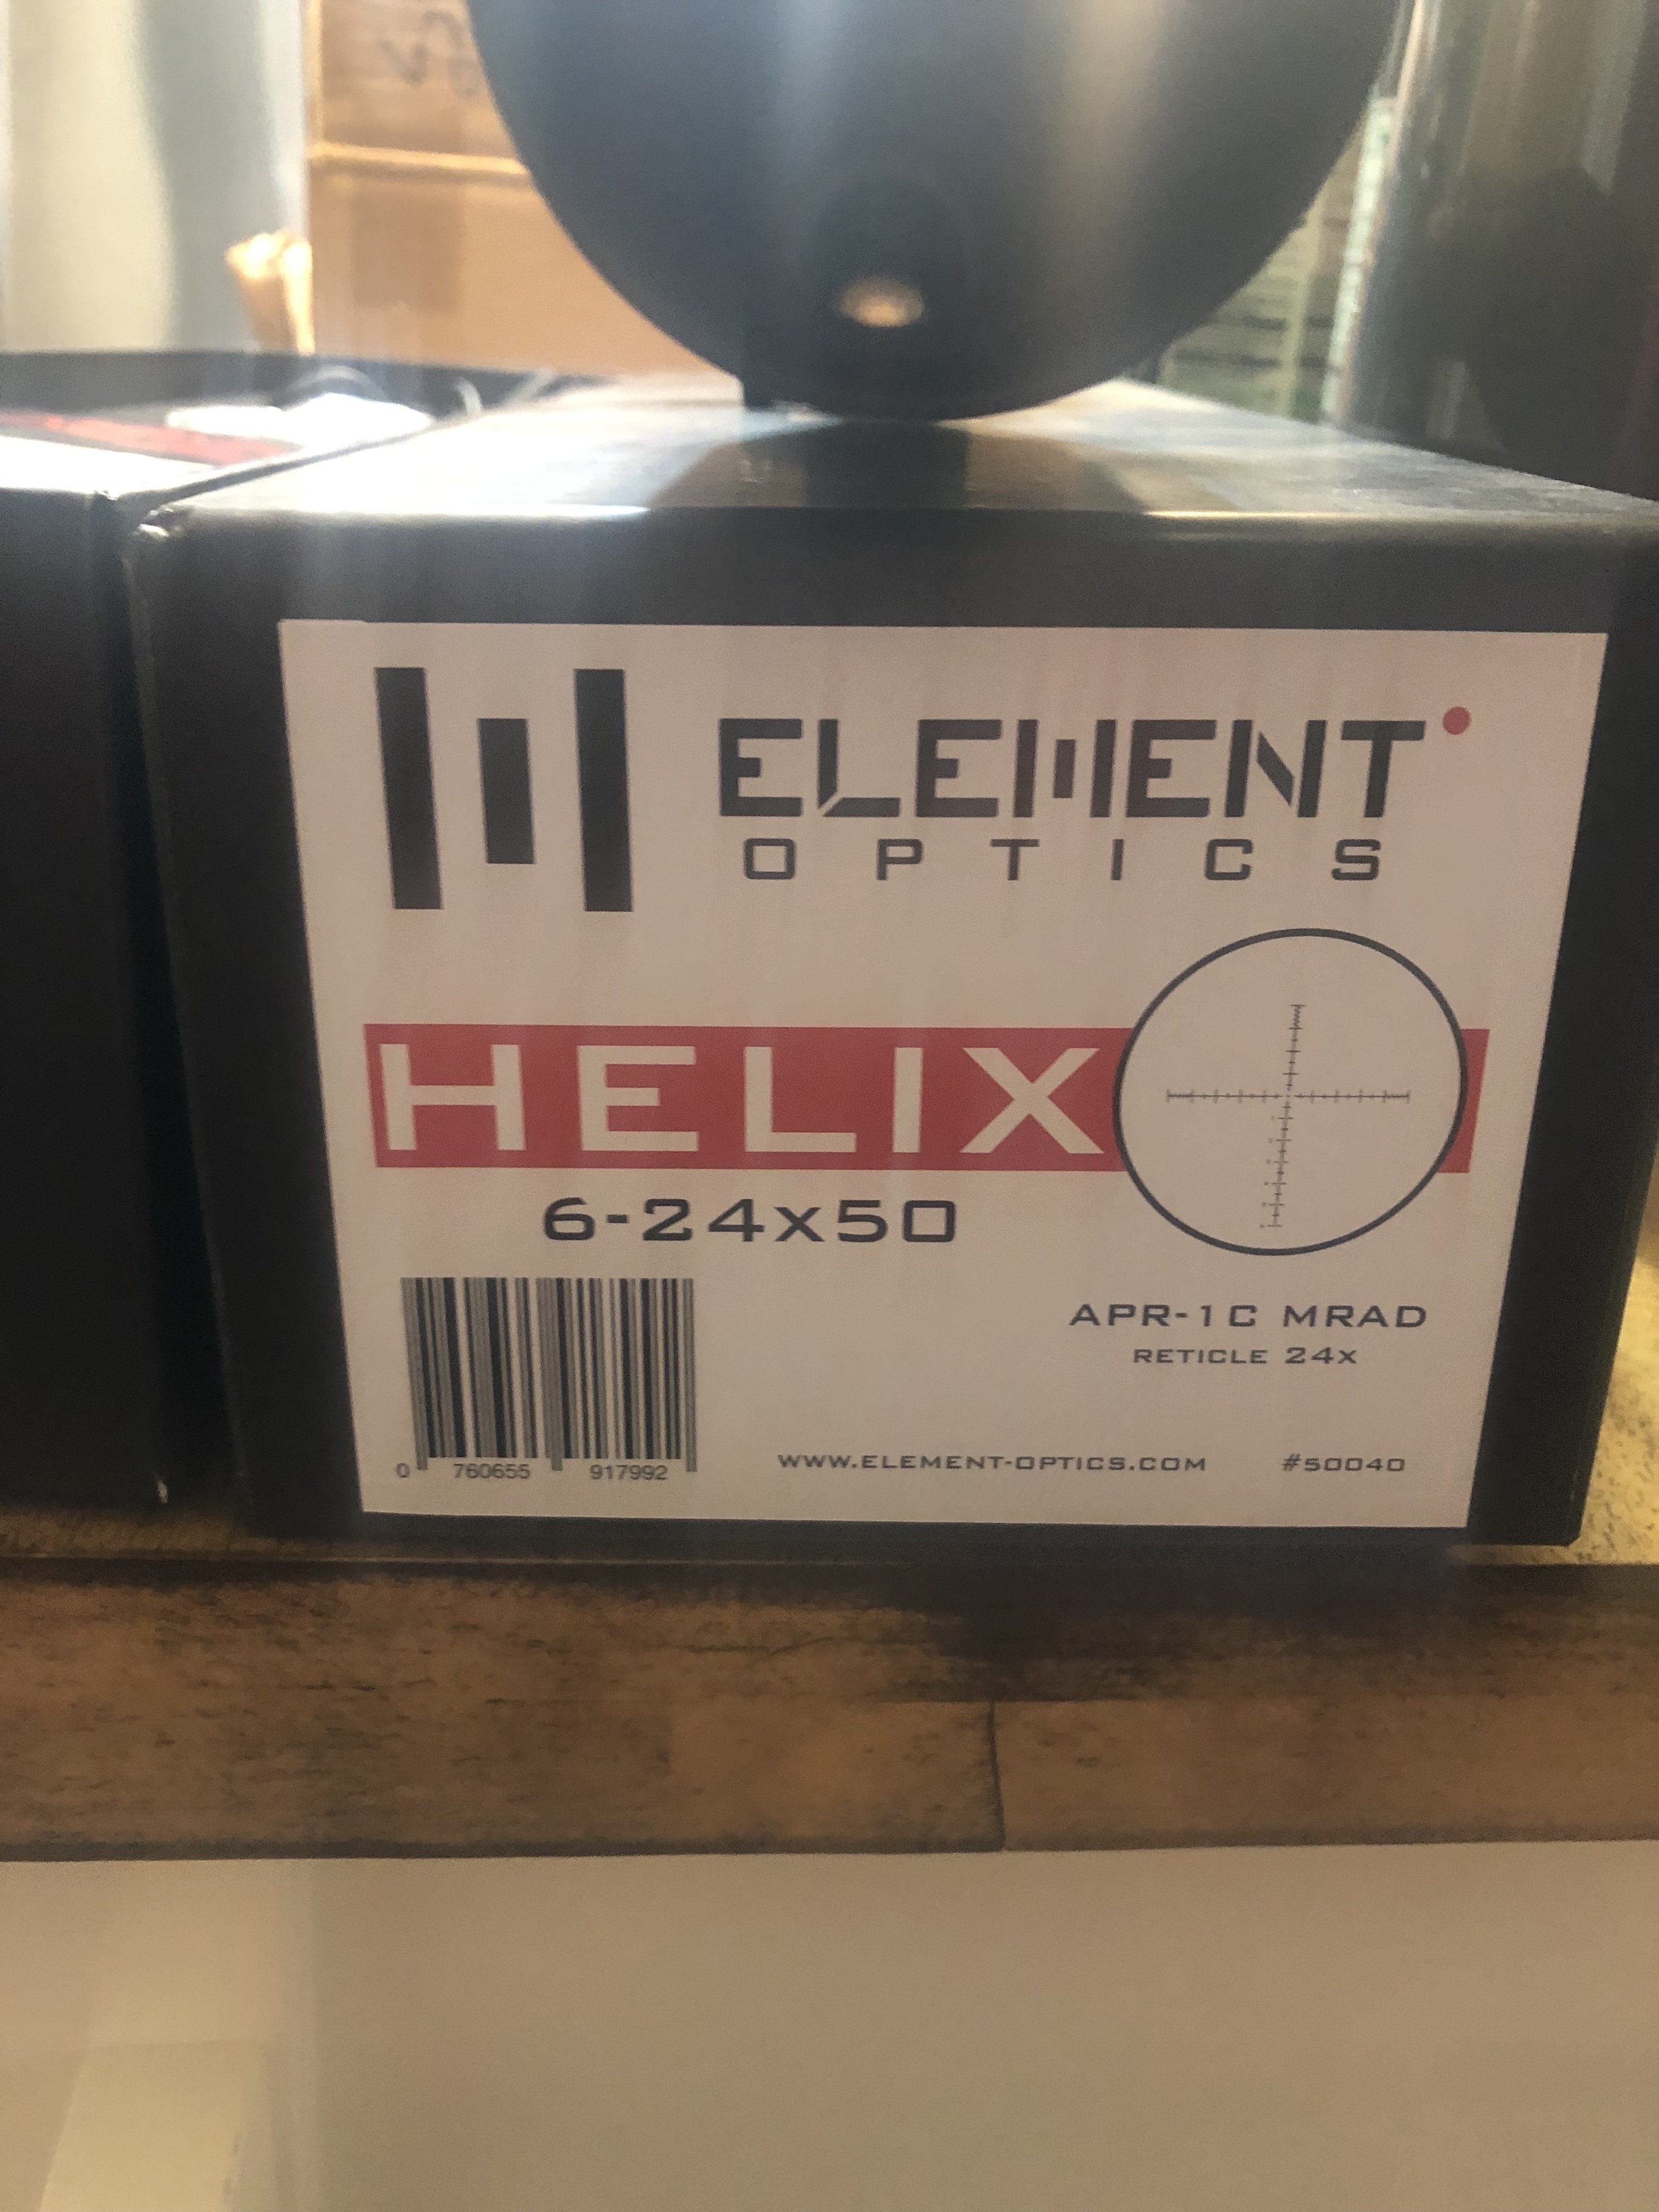 ELEMENT
OPTICS
HELIX
6-24x50
APR-1C MRAD
RETICLE 24X
0 760655 917992
WWW.ELEMENT-OPTICS.COM #50040